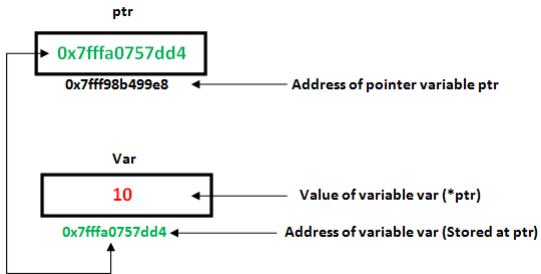 ptr
0x7fffa0757dd4
0x7fff98b499e8 Address of pointer variable ptr
Var
10 Value of variable var (*ptr)
0x7fffa0757dd4 Address of variable var (Stored at ptr)